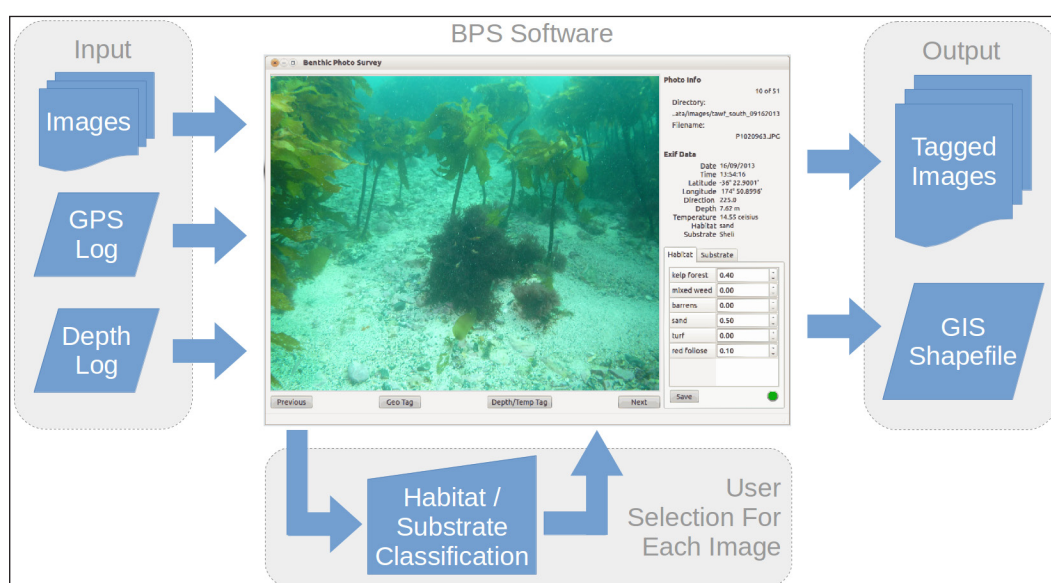 Input
BPS Software
Output
Images
GPS
Log
Depth
Log
Benthic Photo Survey
Photo Info
10 of 51
Directory:
..ata/images/tawf_south_09162013
Filename:
P1020963.JPG
Exif Data
Date 16/09/2013
Time 13:54:16
Latitude -36° 22.9001'
Longitude 174° 50.8996'
Direction 225.0
Depth 7.67 m
Temperature 14.55 celsius
Habitat sand
Substrate Shell
Habitat Substrate
kelp forest 0.40
mixed weed 0.00
barrens 0.00
sand 0.50
turf 0.00
red foliose 0.10
Save
Previous Geo Tag Depth/Temp Tag Next
Tagged
Images
GIS
Shapefile
Habitat /
Substrate
Classification
User
Selection For
Each Image